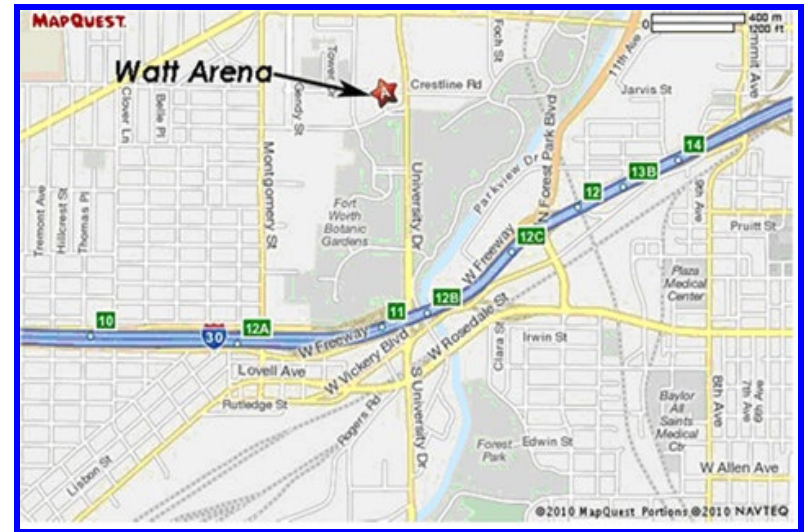 MAPQUEST.
400 m
1200 ft
0
Foch St
11th Ave
Summit Ave
Tower Dr
Watt Arena
A
Crestline Rd
Gendy St
Jarvis St
Clover Ln
Belle Pl
Montgomery St
University Dr
Parkview Dr
N Forest Park Blvd
14
13B
12
9th Ave
Tremont Ave
Hillcrest St
Thomas Pl
Fort
Worth
Botanic
Gardens
Pruitt St
12C
W Freeway
Plaza
Medical
Center
10
30
12A
11
12B
W Freeway
W Vickery Blvd
W Rosedale St
Clara St
Irwin St
Lovell Ave
Rutledge St
S University Dr
Rogers Rd
8th Ave
7th Ave
Baylor
All
Saints
Medical
Ctr
Lisbon St
Forest
Park
Edwin St
W Allen Ave
©2010 MapQuest Portions ©2010 NAVTEQ